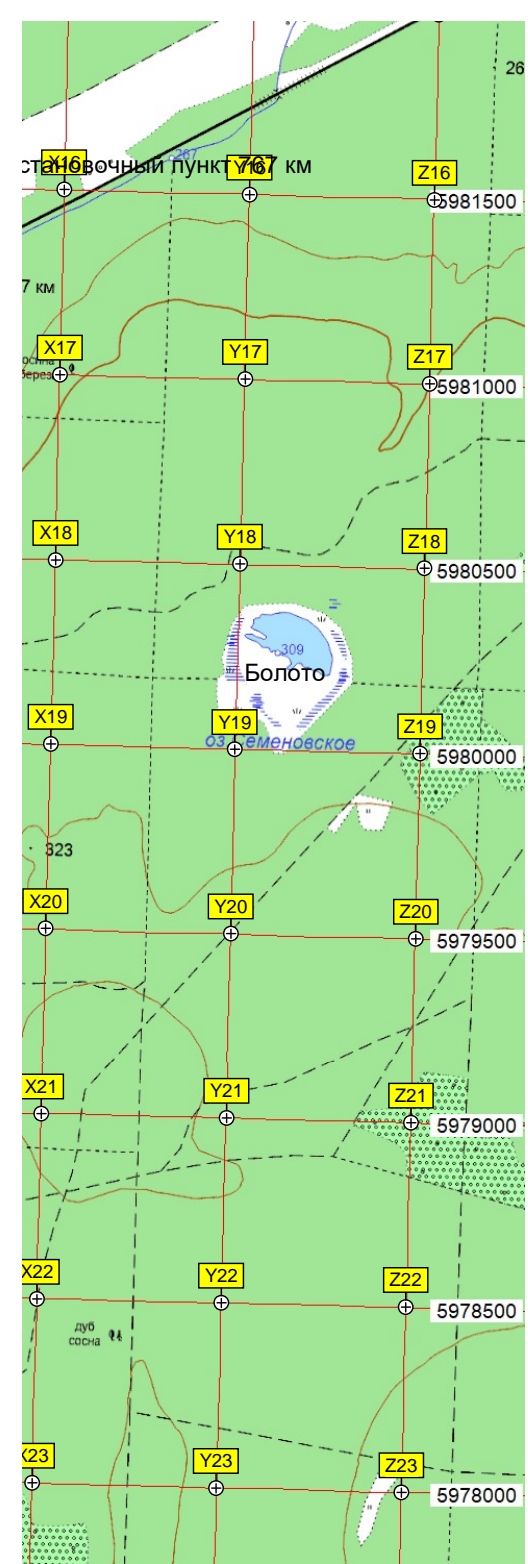 26
267
X16
становочный пункт 767 км
Y16
Z16
5981500
7 км
X17
Y17
Z17
5981000
X18
Y18
Z18
5980500
309
Болото
X19
Y19
Z19
оз Семеновское
5980000
323
X20
Y20
Z20
5979500
X21
Y21
Z21
5979000
X22
Y22
Z22
5978500
дуб
сосна
X23
Y23
Z23
5978000